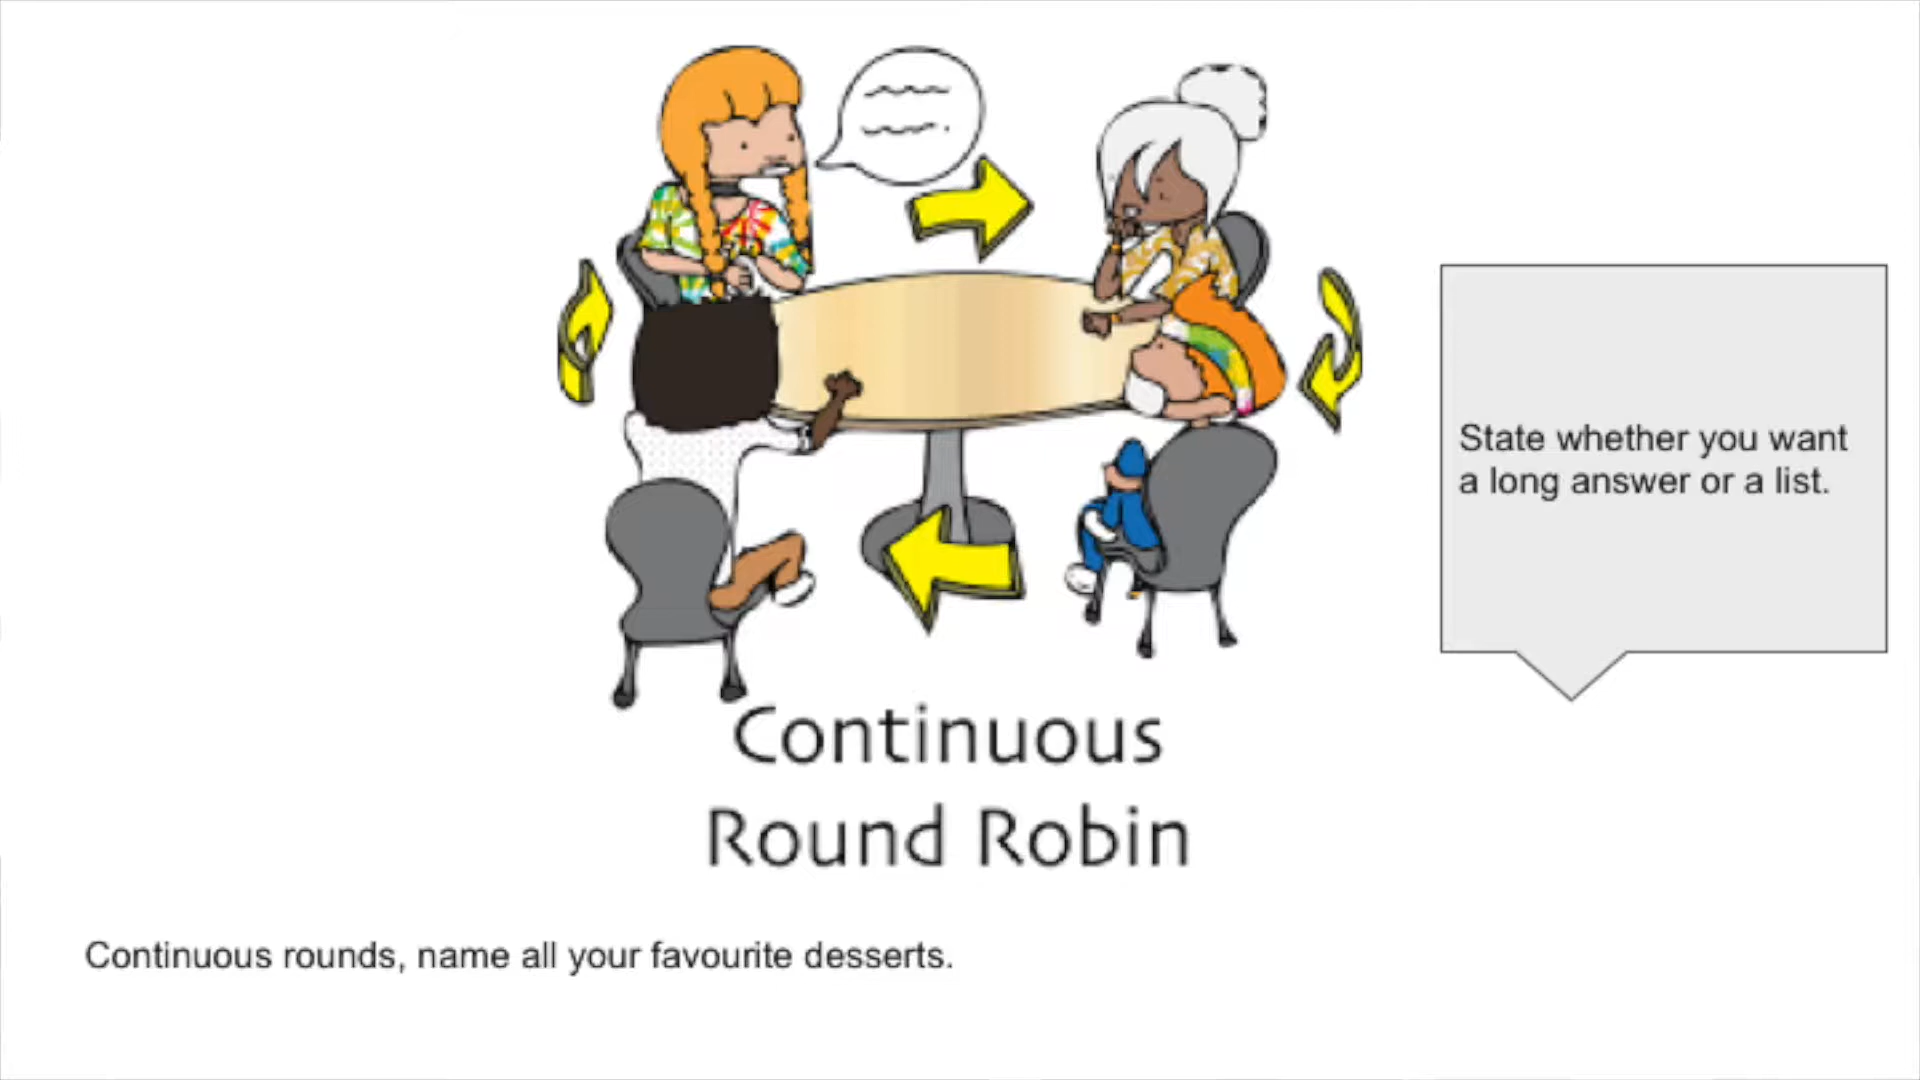 State whether you want
a long answer or a list.
Continuous
Round Robin
Continuous rounds, name all your favourite desserts.